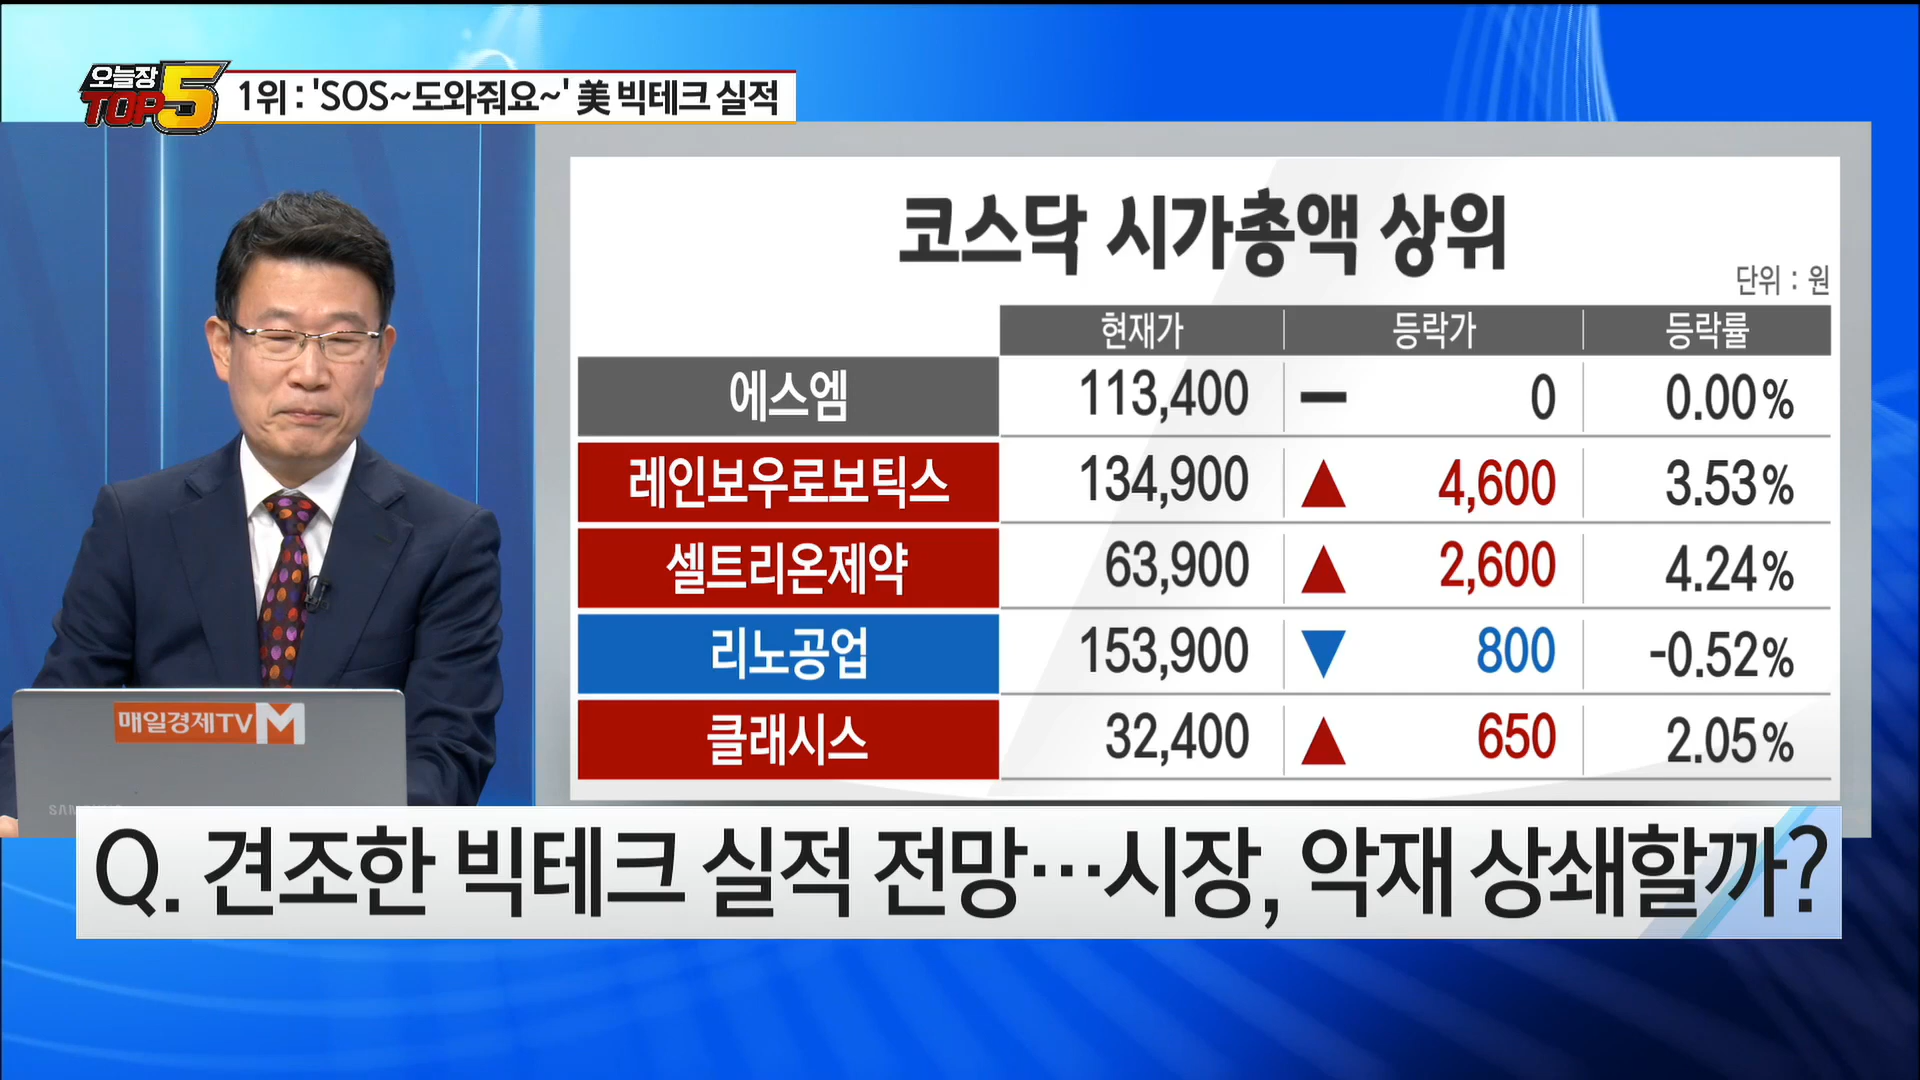 오늘장
TOP5
1위 : 'SOS~도와줘요~' 美 빅테크 실적
코스닥 시가총액 상위
단위 : 원
현재가 등락가 등락률
에스엠 113,400 ━ 0 0.00%
레인보우로보틱스 134,900 ▲ 4,600 3.53%
셀트리온제약 63,900 ▲ 2,600 4.24%
리노공업 153,900 ▼ 800 -0.52%
클래시스 32,400 ▲ 650 2.05%
매일경제TV M
Q. 견조한 빅테크 실적 전망…시장, 악재 상쇄할까?